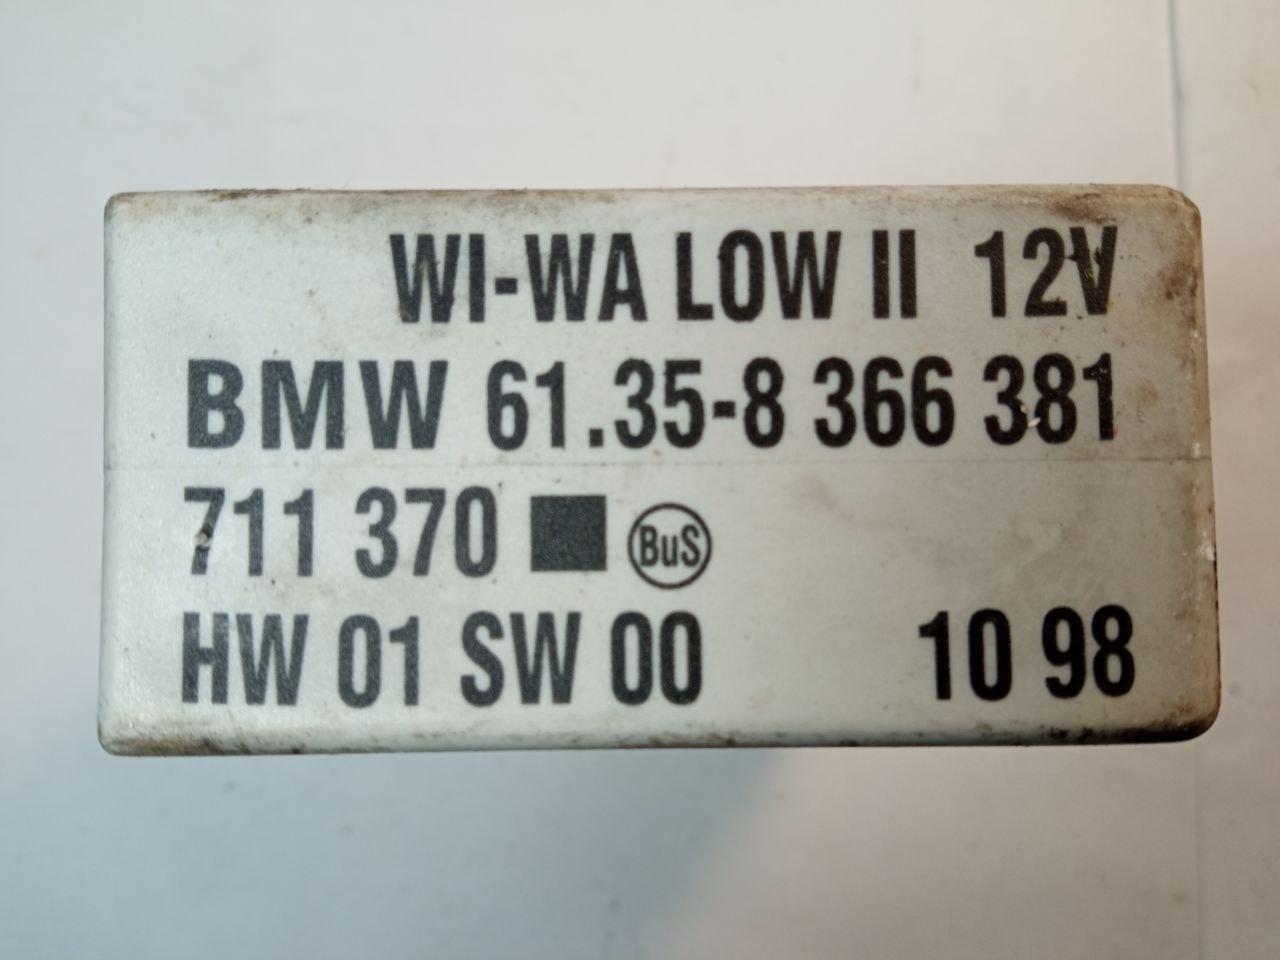 WI-WA LOW II 12V
BMW 61.35-8 366 381
711 370 BuS
HW 01 SW 00 10 98